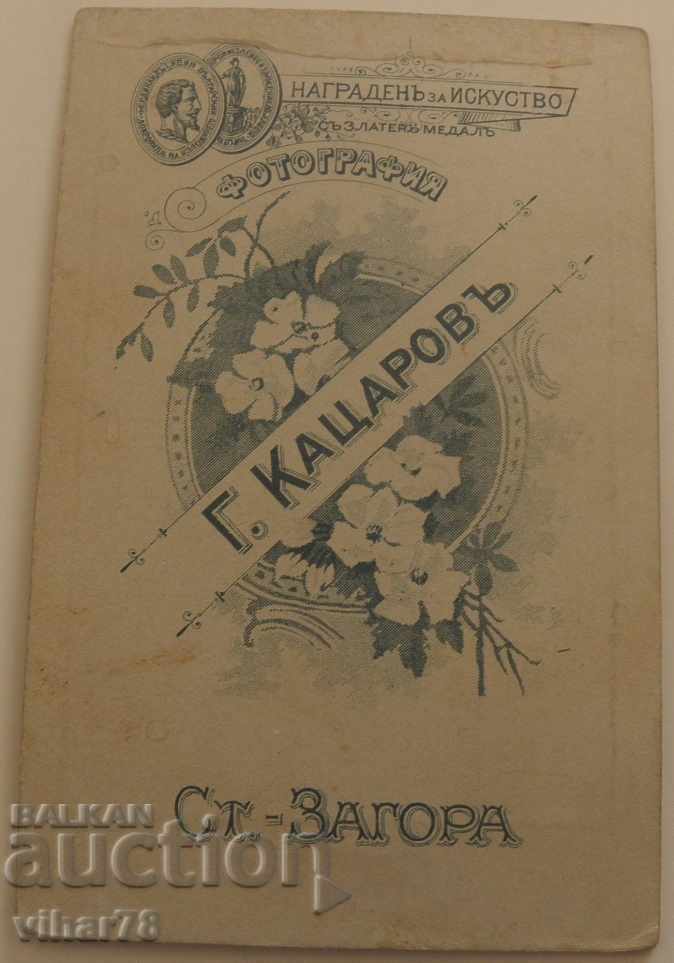 НАГРАДЕНЪ ЗА ИСКУСТВО
СЪ ЗЛАТЕНЪ МЕДАЛЪ
ФОТОГРАФИЯ
Г. КАЦАРОВЪ
СТ.-ЗАГОРА
BALKAN
auction
vihar78